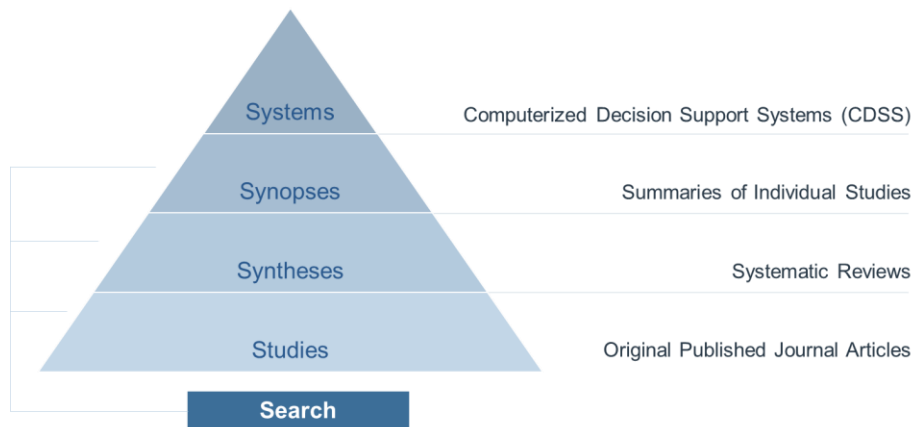 Systems
Computerized Decision Support Systems (CDSS)
Synopses
Summaries of Individual Studies
Syntheses
Systematic Reviews
Studies
Original Published Journal Articles
Search